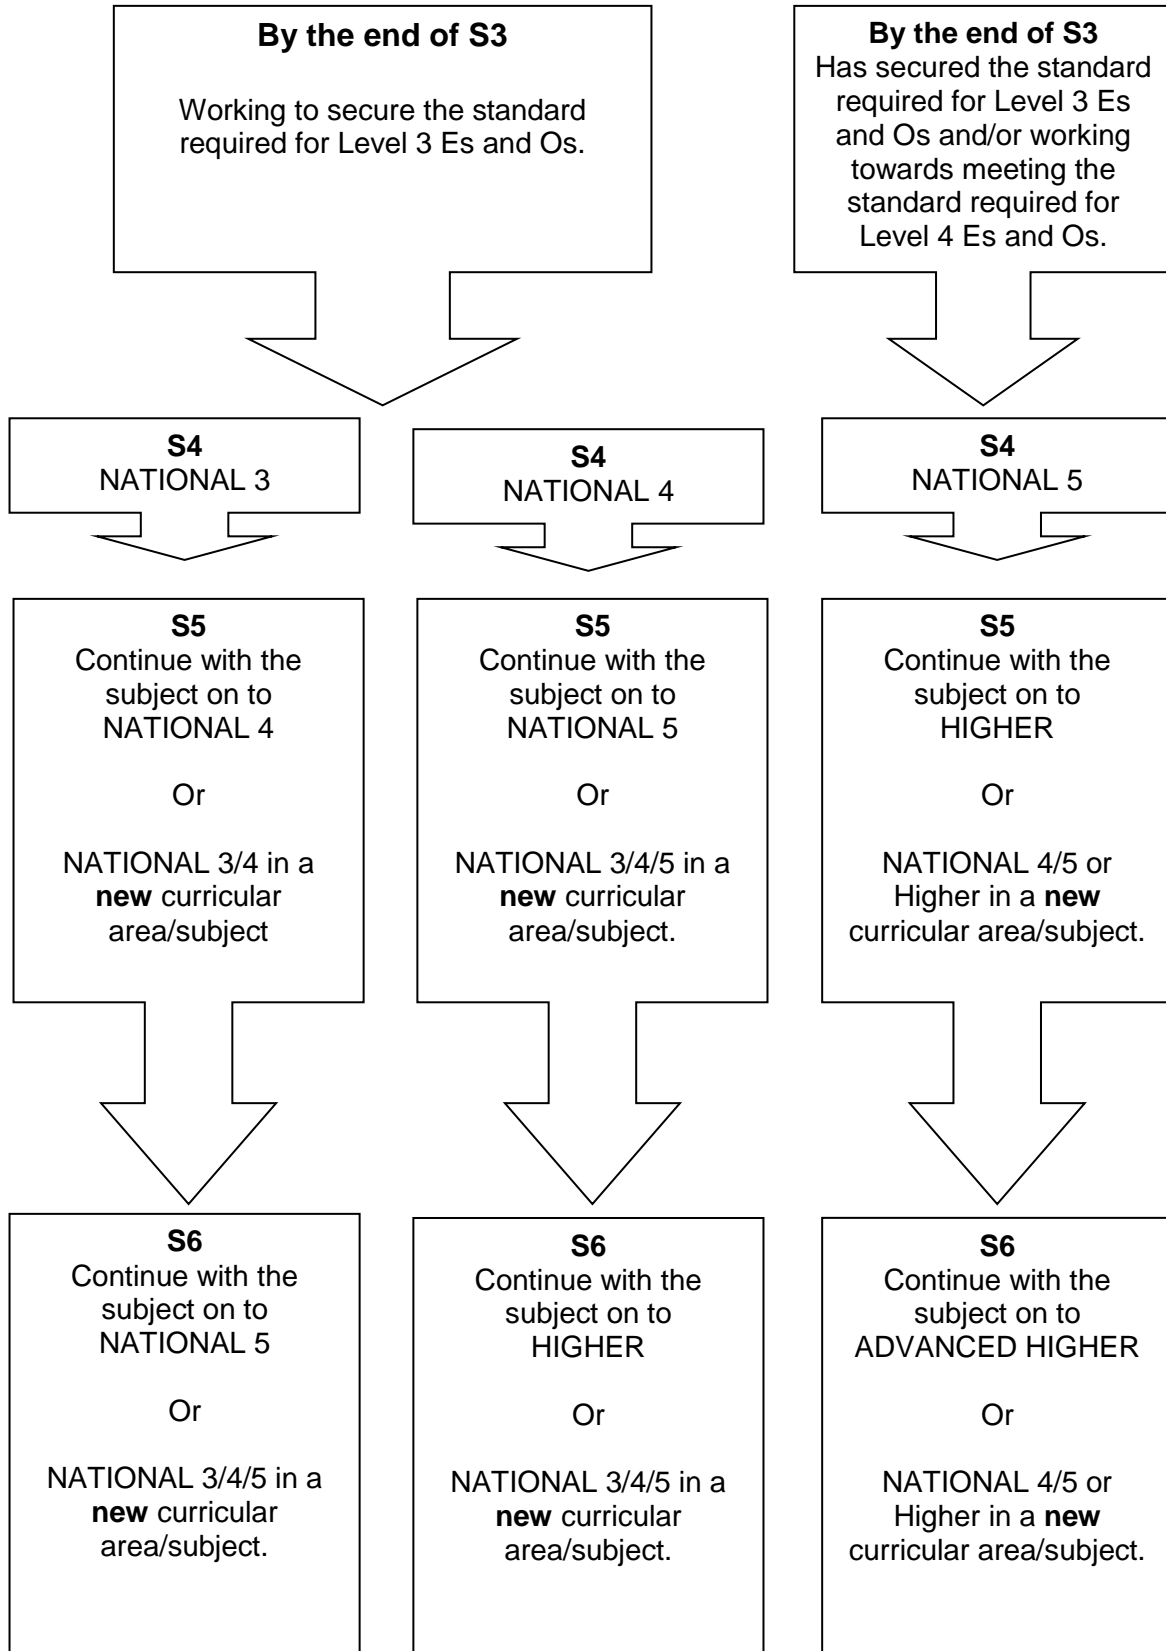 By the end of S3
Working to secure the standard
required for Level 3 Es and Os.
By the end of S3
Has secured the standard
required for Level 3 Es
and Os and/or working
towards meeting the
standard required for
Level 4 Es and Os.
S4
NATIONAL 3
S4
NATIONAL 4
S4
NATIONAL 5
S5
Continue with the
subject on to
NATIONAL 4
Or
NATIONAL 3/4 in a
new curricular
area/subject
S5
Continue with the
subject on to
NATIONAL 5
Or
NATIONAL 3/4/5 in a
new curricular
area/subject.
S5
Continue with the
subject on to
HIGHER
Or
NATIONAL 4/5 or
Higher in a new
curricular area/subject.
S6
Continue with the
subject on to
NATIONAL 5
Or
NATIONAL 3/4/5 in a
new curricular
area/subject.
S6
Continue with the
subject on to
HIGHER
Or
NATIONAL 3/4/5 in a
new curricular
area/subject.
S6
Continue with the
subject on to
ADVANCED HIGHER
Or
NATIONAL 4/5 or
Higher in a new
curricular area/subject.